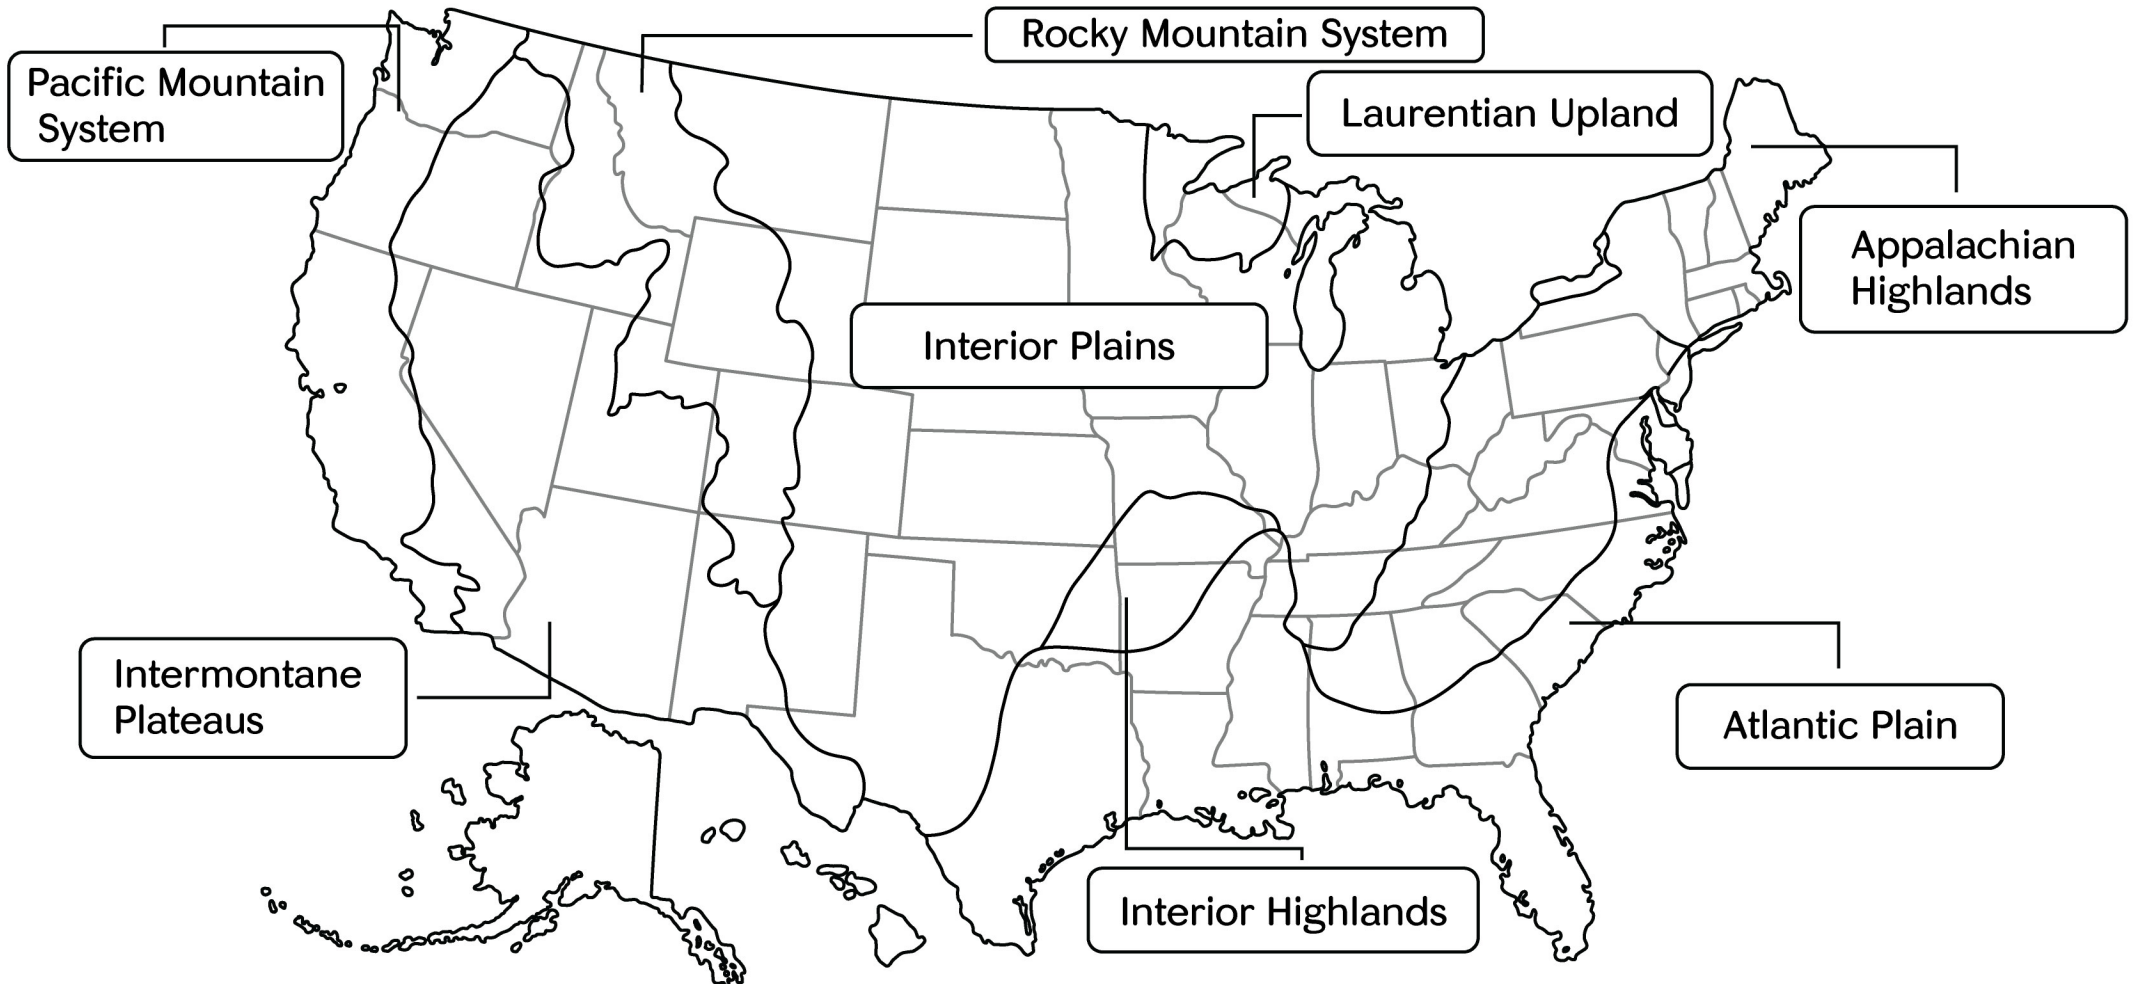 Rocky Mountain System
Pacific Mountain
System
Laurentian Upland
Appalachian
Highlands
Interior Plains
Intermontane
Plateaus
Atlantic Plain
Interior Highlands